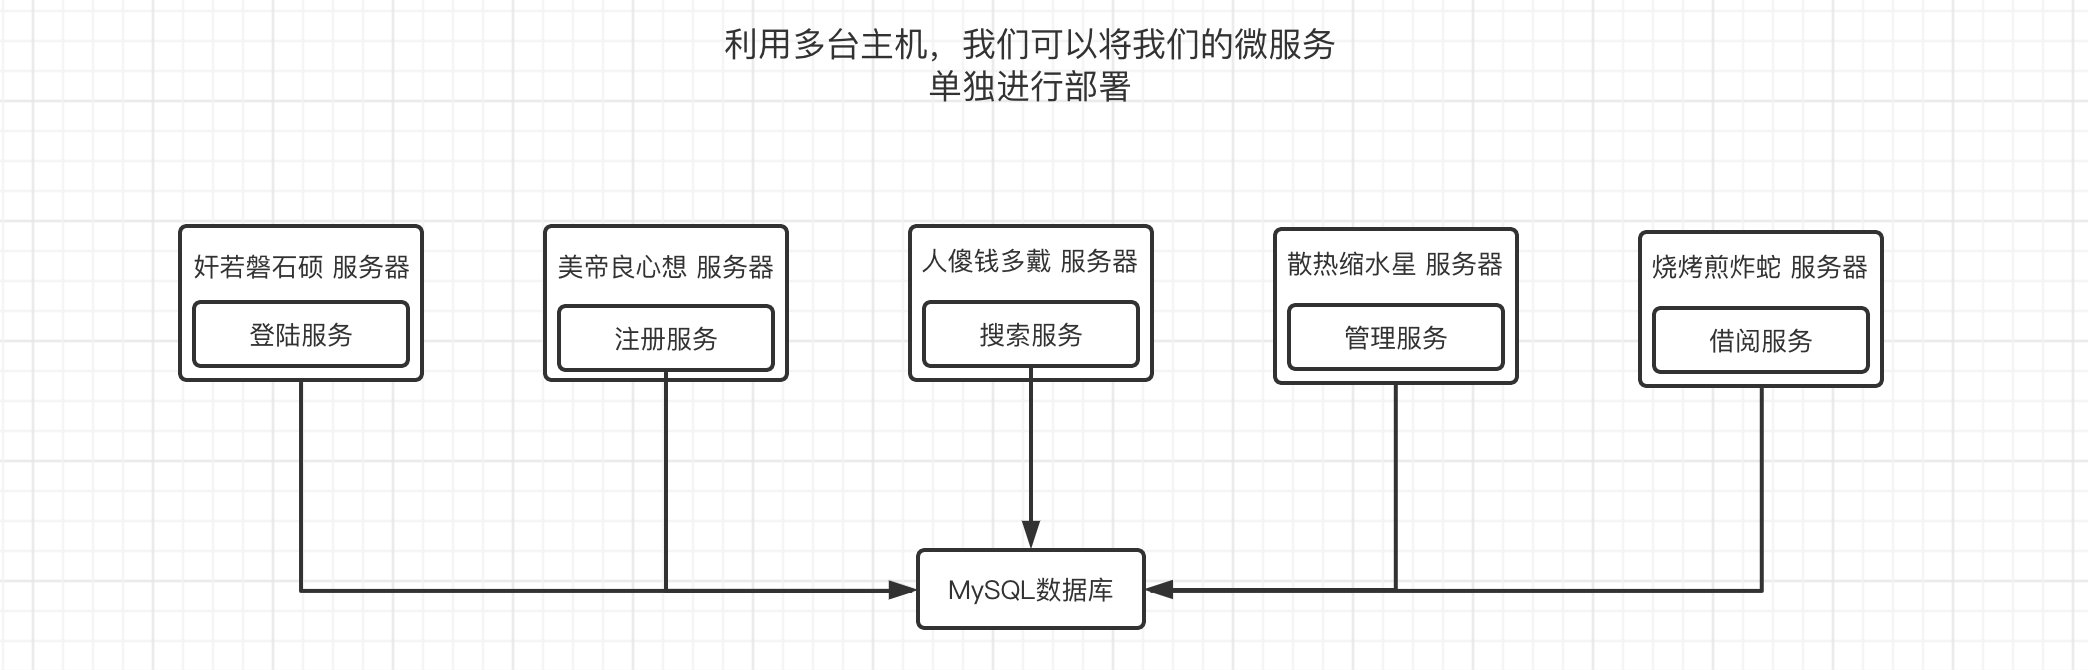 利用多台主机，我们可以将我们的微服务
单独进行部署
奸若磐石硕 服务器
登陆服务
美帝良心想 服务器
注册服务
人傻钱多戴 服务器
搜索服务
散热缩水星 服务器
管理服务
烧烤煎炸蛇 服务器
借阅服务
MySQL数据库